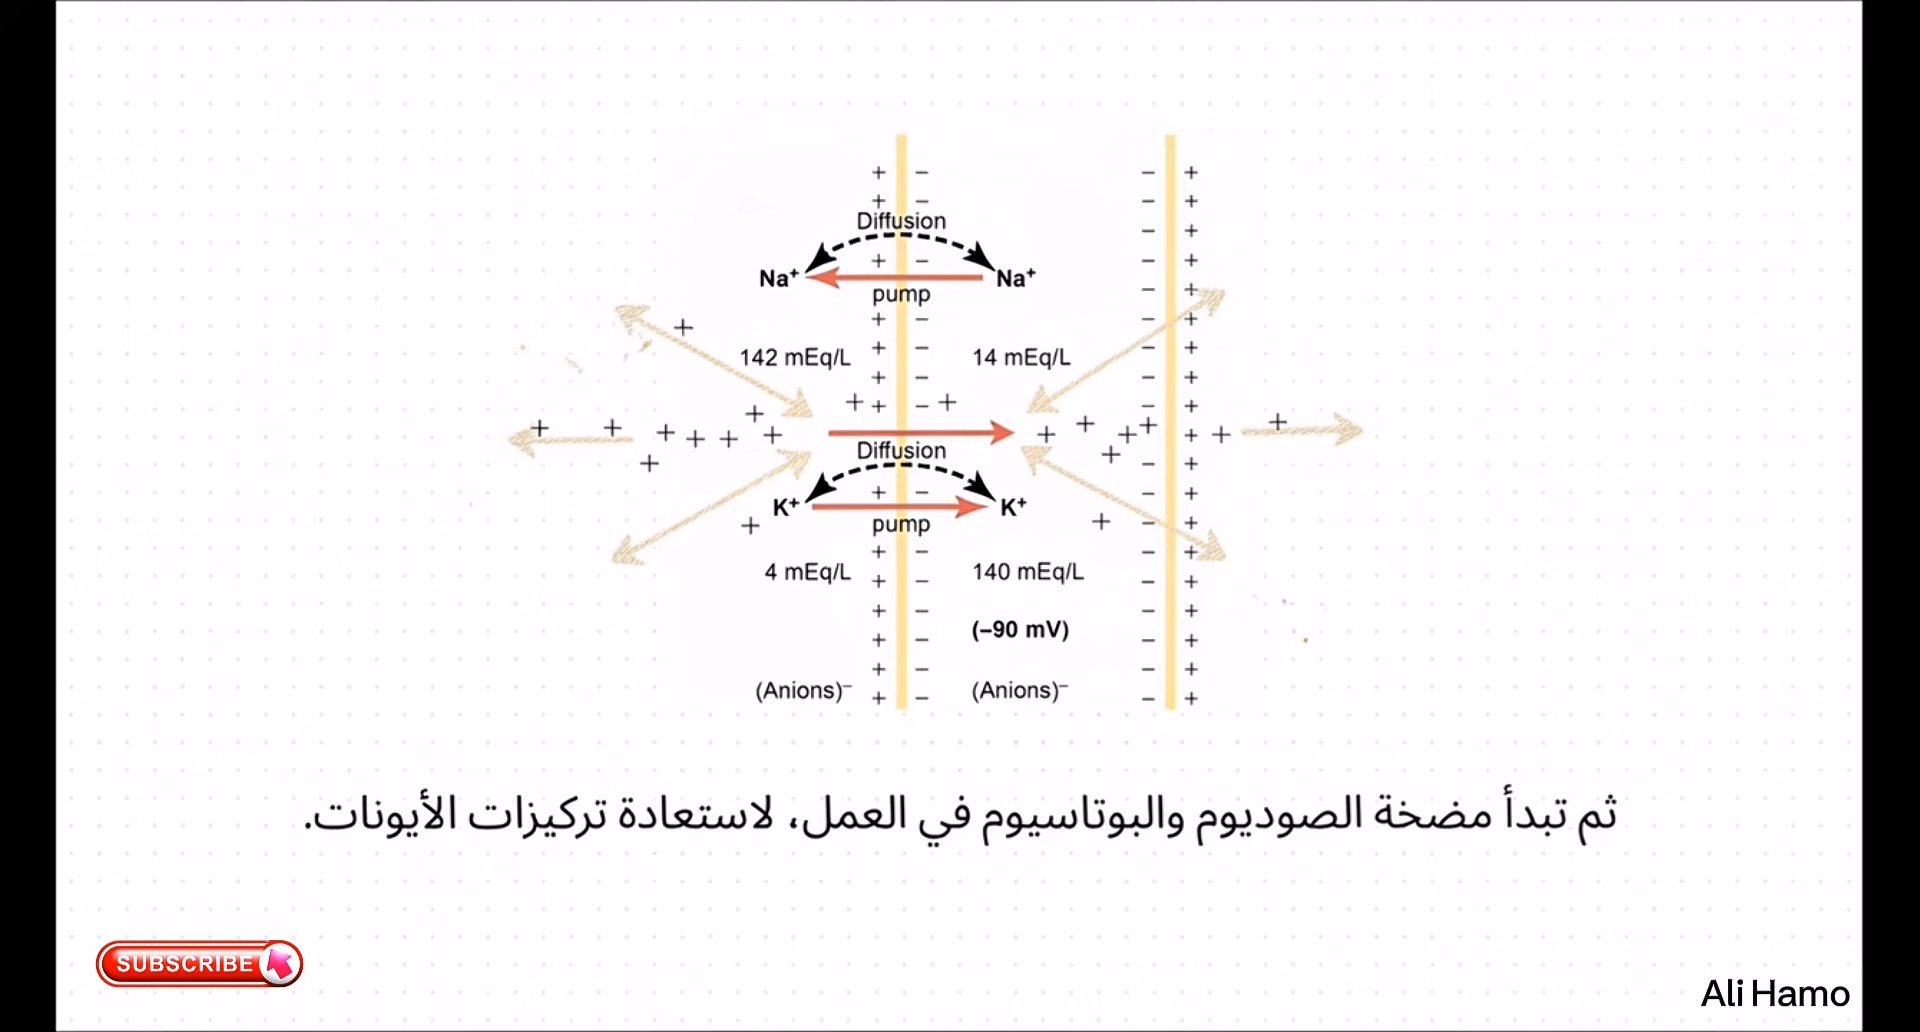 Diffusion
Na⁺ Na⁺
pump
142 mEq/L 14 mEq/L
Diffusion
K⁺ K⁺
pump
4 mEq/L 140 mEq/L
(–90 mV)
(Anions)⁻ (Anions)⁻
ثم تبدأ مضخة الصوديوم والبوتاسيوم في العمل، لاستعادة تركيزات الأيونات.
SUBSCRIBE
Ali Hamo